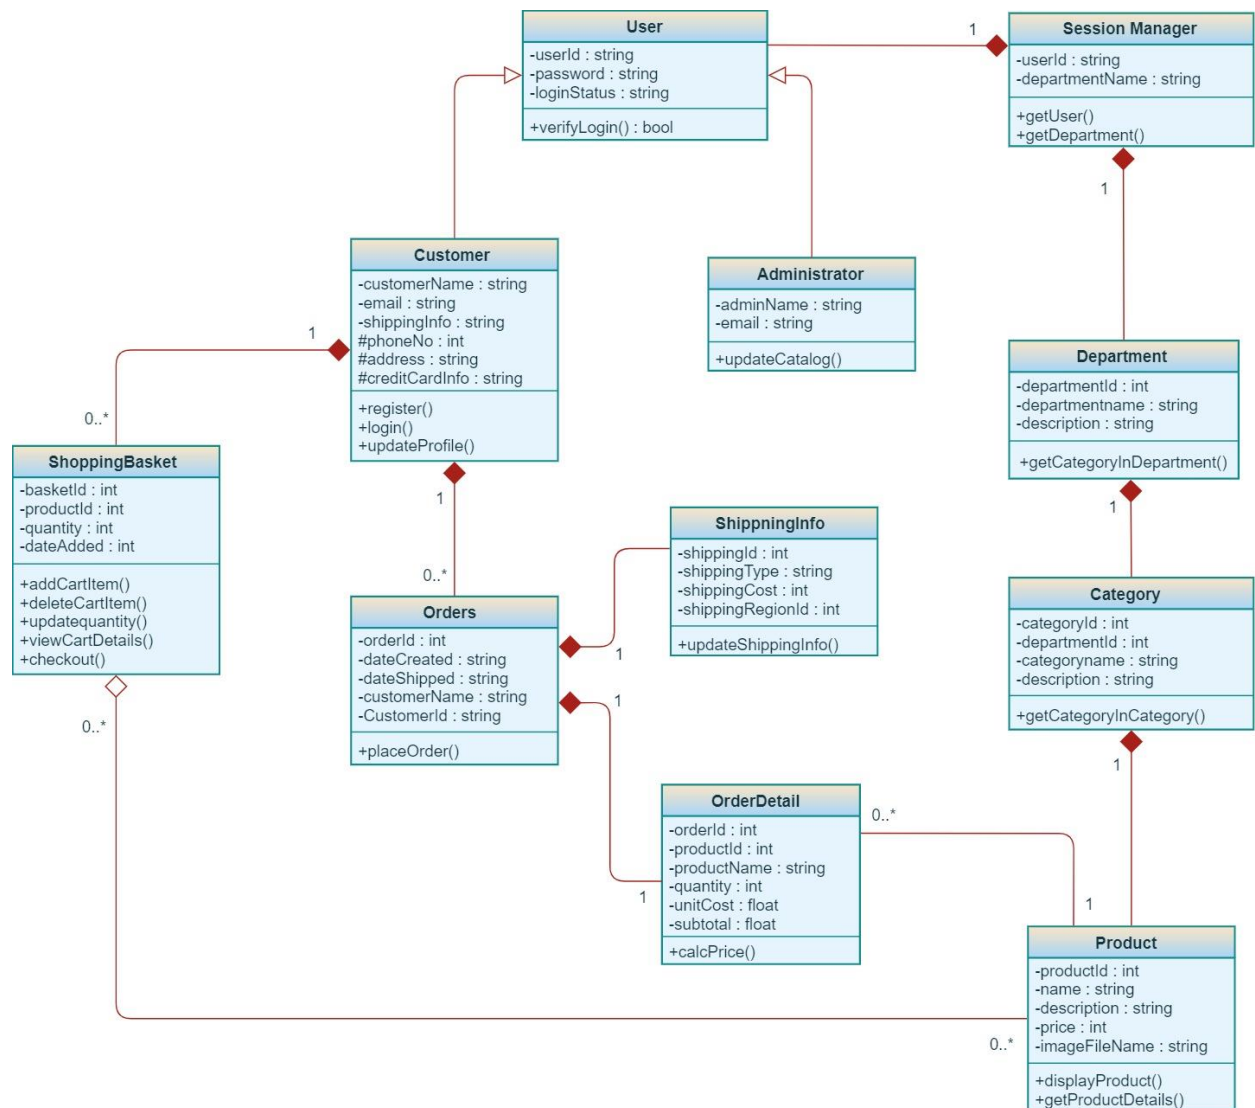 User
-userId : string
-password : string
-loginStatus : string
+verifyLogin() : bool
1
Session Manager
-userId : string
-departmentName : string
+getUser()
+getDepartment()
1
Customer
-customerName : string
-email : string
-shippingInfo : string
#phoneNo : int
#address : string
#creditCardInfo : string
+register()
+login()
+updateProfile()
1
0..*
1
0..*
Administrator
-adminName : string
-email : string
+updateCatalog()
Department
-departmentId : int
-departmentname : string
-description : string
+getCategoryInDepartment()
1
ShoppingBasket
-basketId : int
-productId : int
-quantity : int
-dateAdded : int
+addCartItem()
+deleteCartItem()
+updatequantity()
+viewCartDetails()
+checkout()
0..*
Orders
-orderId : int
-dateCreated : string
-dateShipped : string
-customerName : string
-CustomerId : string
+placeOrder()
1
1
ShippningInfo
-shippingId : int
-shippingType : string
-shippingCost : int
-shippingRegionId : int
+updateShippingInfo()
Category
-categoryId : int
-departmentId : int
-categoryname : string
-description : string
+getCategoryInCategory()
1
OrderDetail
-orderId : int
-productId : int
-productName : string
-quantity : int
-unitCost : float
-subtotal : float
+calcPrice()
1
0..*
1
0..*
Product
-productId : int
-name : string
-description : string
-price : int
-imageFileName : string
+displayProduct()
+getProductDetails()